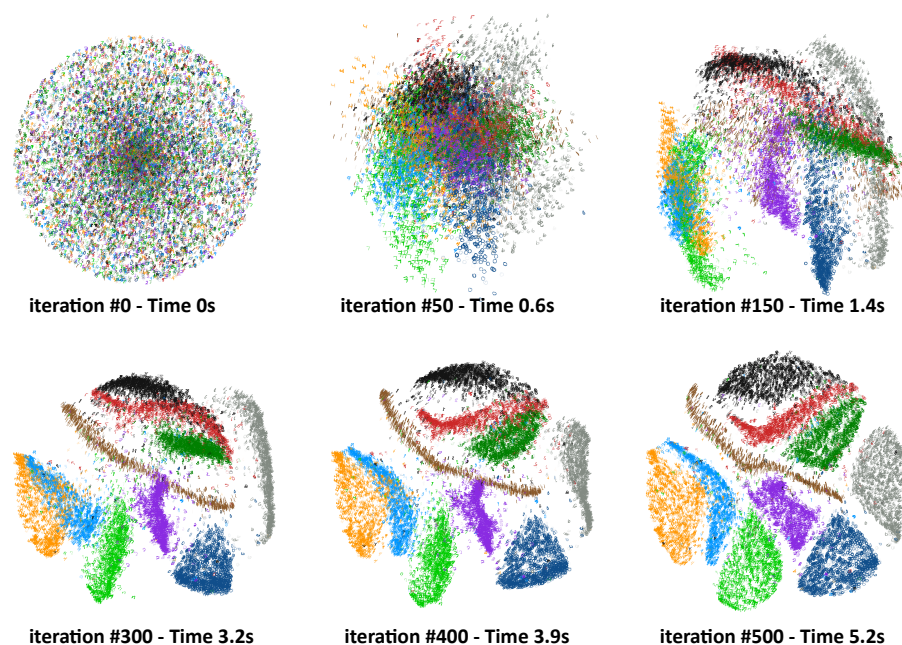 iteration #0 - Time 0s
iteration #50 - Time 0.6s
iteration #150 - Time 1.4s
iteration #300 - Time 3.2s
iteration #400 - Time 3.9s
iteration #500 - Time 5.2s